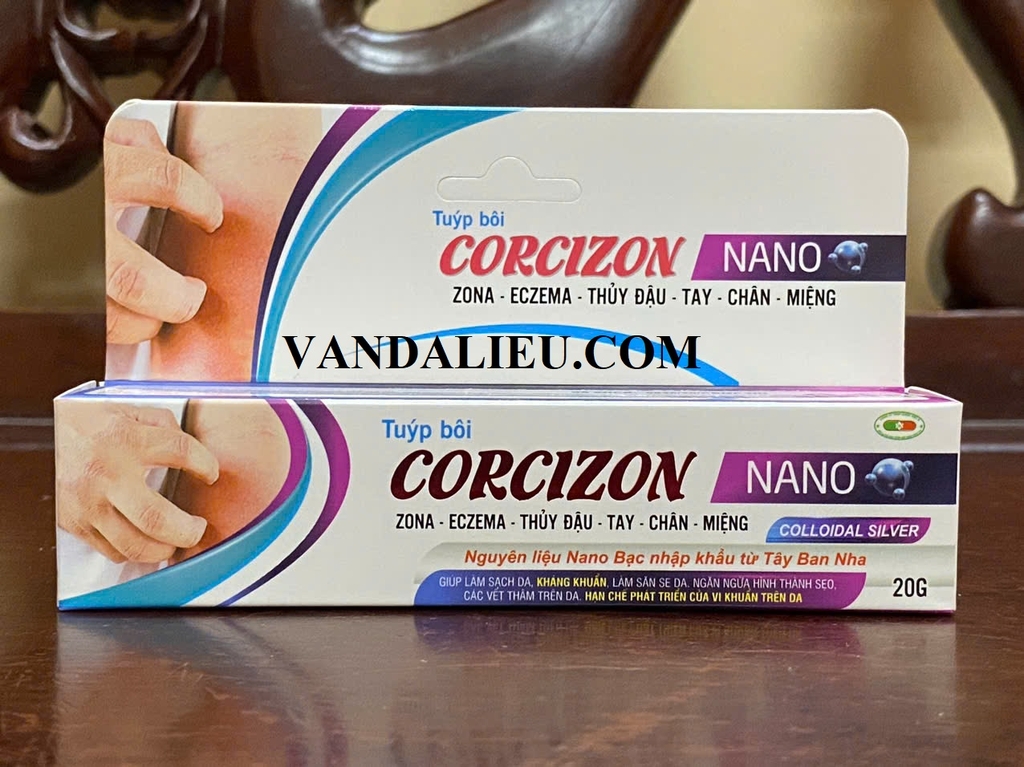 Tuýp bôi
CORCIZON NANO
ZONA - ECZEMA - THỦY ĐẬU - TAY - CHÂN - MIỆNG
VANDALIEU.COM
Tuýp bôi
CORCIZON NANO
ZONA - ECZEMA - THỦY ĐẬU - TAY - CHÂN - MIỆNG
COLLOIDAL SILVER
Nguyên liệu Nano Bạc nhập khẩu từ Tây Ban Nha
GIÚP LÀM SẠCH DA, KHÁNG KHUẨN, LÀM SĂN SE DA. NGĂN NGỪA HÌNH THÀNH SẸO,
CÁC VẾT THÂM TRÊN DA. HẠN CHẾ PHÁT TRIỂN CỦA VI KHUẨN TRÊN DA
20G